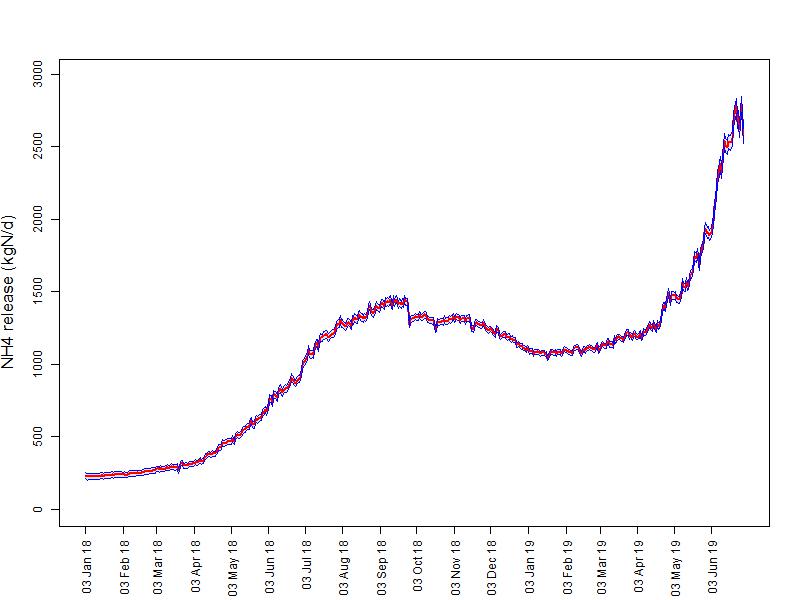 NH4 release (kgN/d)
3000
2500
2000
1500
1000
500
0
03 Jan 18
03 Feb 18
03 Mar 18
03 Apr 18
03 May 18
03 Jun 18
03 Jul 18
03 Aug 18
03 Sep 18
03 Oct 18
03 Nov 18
03 Dec 18
03 Jan 19
03 Feb 19
03 Mar 19
03 Apr 19
03 May 19
03 Jun 19